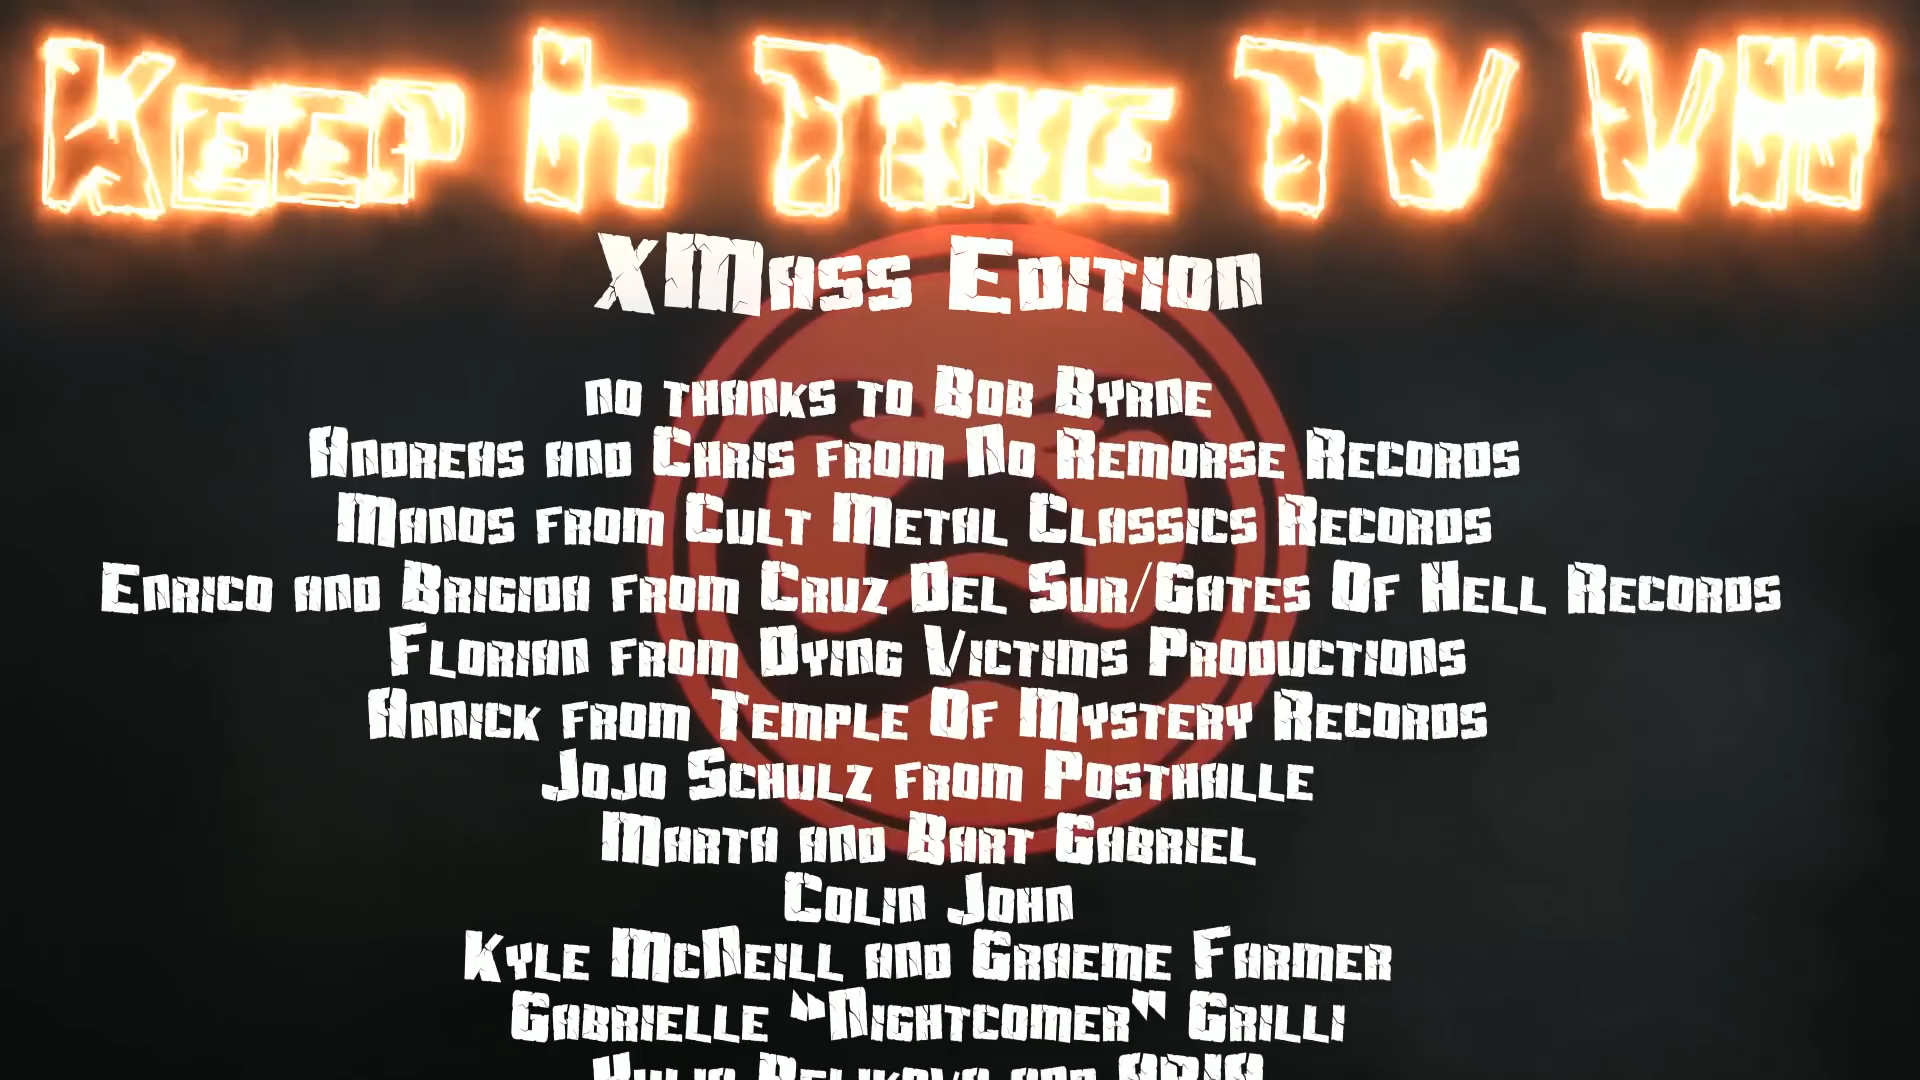 Keep It True TV VII
XMass Edition
no thanks to Bob Byrne
Andreas and Chris from No Remorse Records
Manos from Cult Metal Classics Records
Enrico and Brigida from Cruz Del Sur/Gates Of Hell Records
Florian from Dying Victims Productions
Annick from Temple Of Mystery Records
Jojo Schulz from Posthalle
Marta and Bart Gabriel
Colin John
Kyle McNeill and Graeme Farmer
Gabrielle "Nightcomer" Grilli
and ARIA